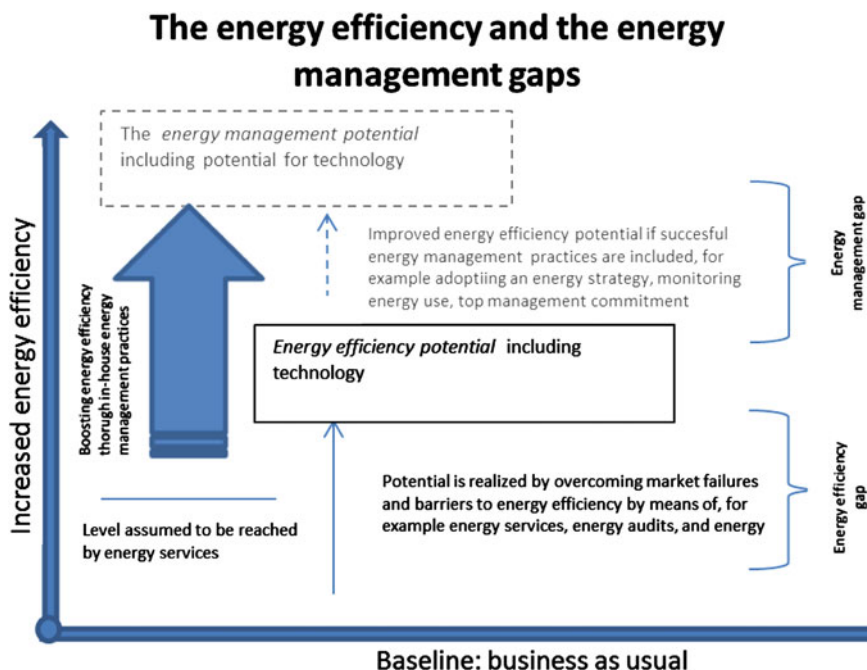 The energy efficiency and the energy
management gaps
The energy management potential
including potential for technology
Increased energy efficiency
Boosting energy efficiency
thorugh in-house energy
management practices
Improved energy efficiency potential if succesful
energy management practices are included, for
example adoptiing an energy strategy, monitoring
energy use, top management commitment
Energy
management gap
Energy efficiency potential including
technology
Level assumed to be reached
by energy services
Potential is realized by overcoming market failures
and barriers to energy efficiency by means of, for
example energy services, energy audits, and energy
Energy efficiency
gap
Baseline: business as usual